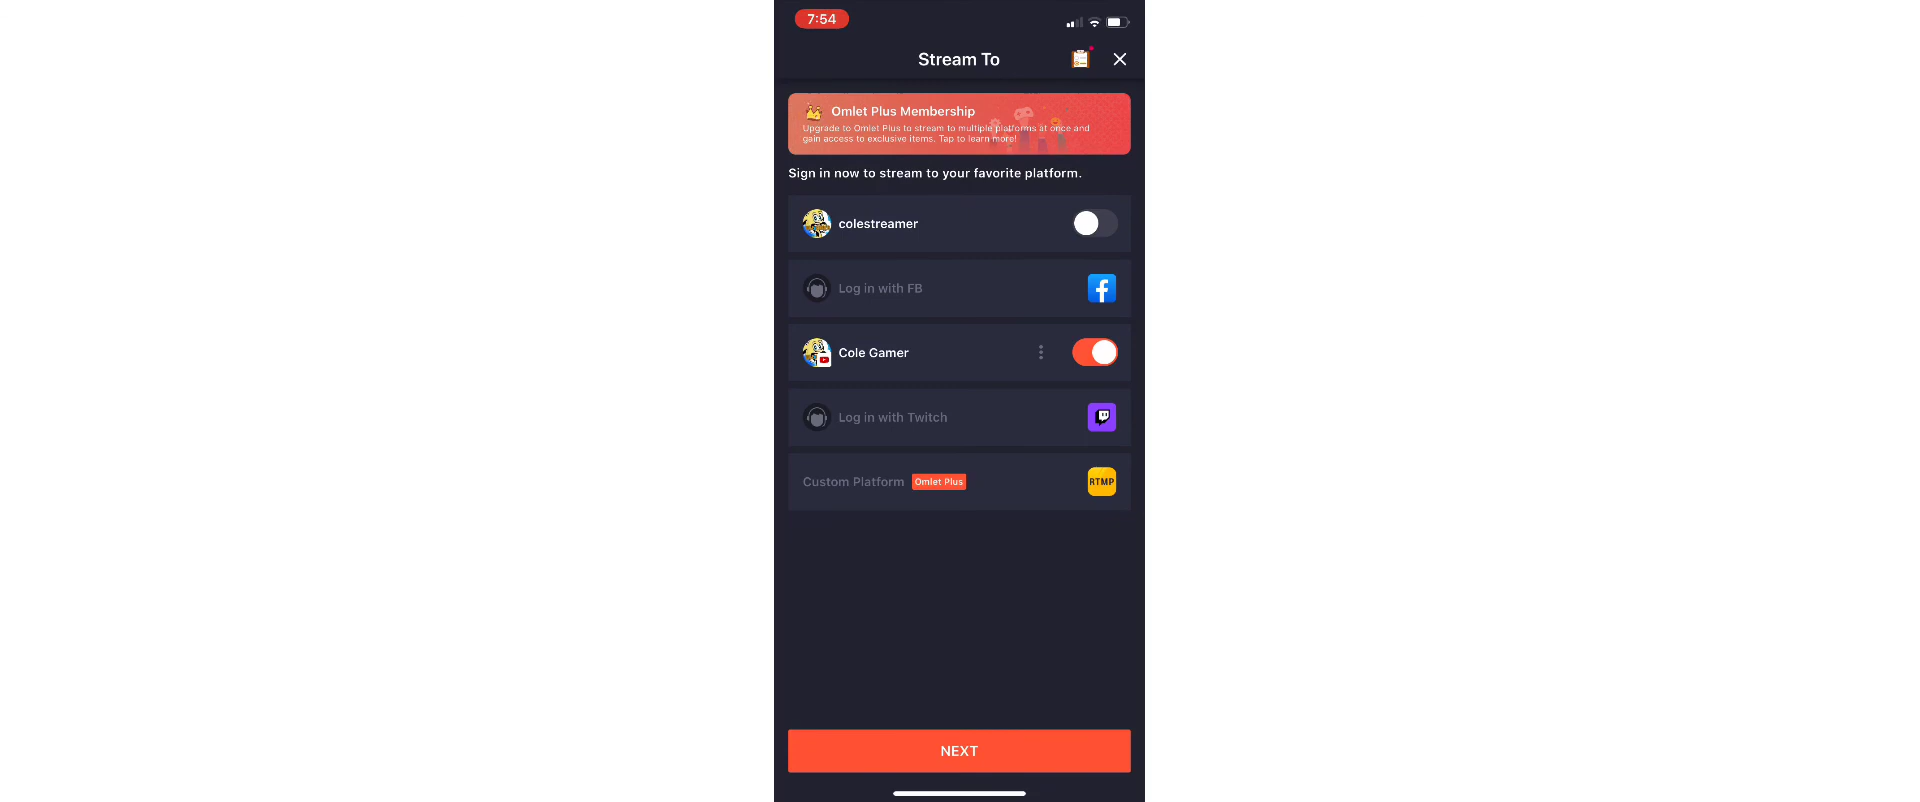 7:54
Stream To
Omlet Plus Membership
Upgrade to Omlet Plus to stream to multiple platforms at once and
gain access to exclusive items. Tap to learn more!
Sign in now to stream to your favorite platform.
colestreamer
Log in with FB
Cole Gamer
Log in with Twitch
Custom Platform Omlet Plus RTMP
NEXT